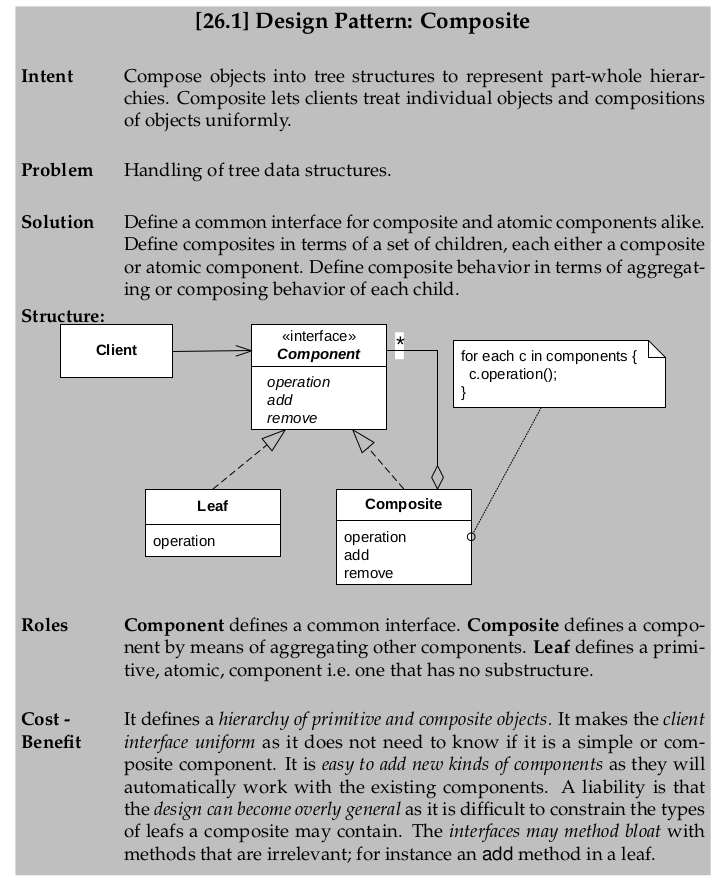 [26.1] Design Pattern: Composite
Intent Compose objects into tree structures to represent part-whole hierar-
chies. Composite lets clients treat individual objects and compositions
of objects uniformly.
Problem Handling of tree data structures.
Solution Define a common interface for composite and atomic components alike.
Define composites in terms of a set of children, each either a composite
or atomic component. Define composite behavior in terms of aggregat-
ing or composing behavior of each child.
Structure:
Client
«interface»
Component
operation
add
remove
*
for each c in components {
c.operation();
}
Leaf
operation
Composite
operation
add
remove
Roles Component defines a common interface. Composite defines a compo-
nent by means of aggregating other components. Leaf defines a primi-
tive, atomic, component i.e. one that has no substructure.
Cost - It defines a hierarchy of primitive and composite objects. It makes the client
Benefit interface uniform as it does not need to know if it is a simple or com-
posite component. It is easy to add new kinds of components as they will
automatically work with the existing components. A liability is that
the design can become overly general as it is difficult to constrain the types
of leafs a composite may contain. The interfaces may method bloat with
methods that are irrelevant; for instance an add method in a leaf.